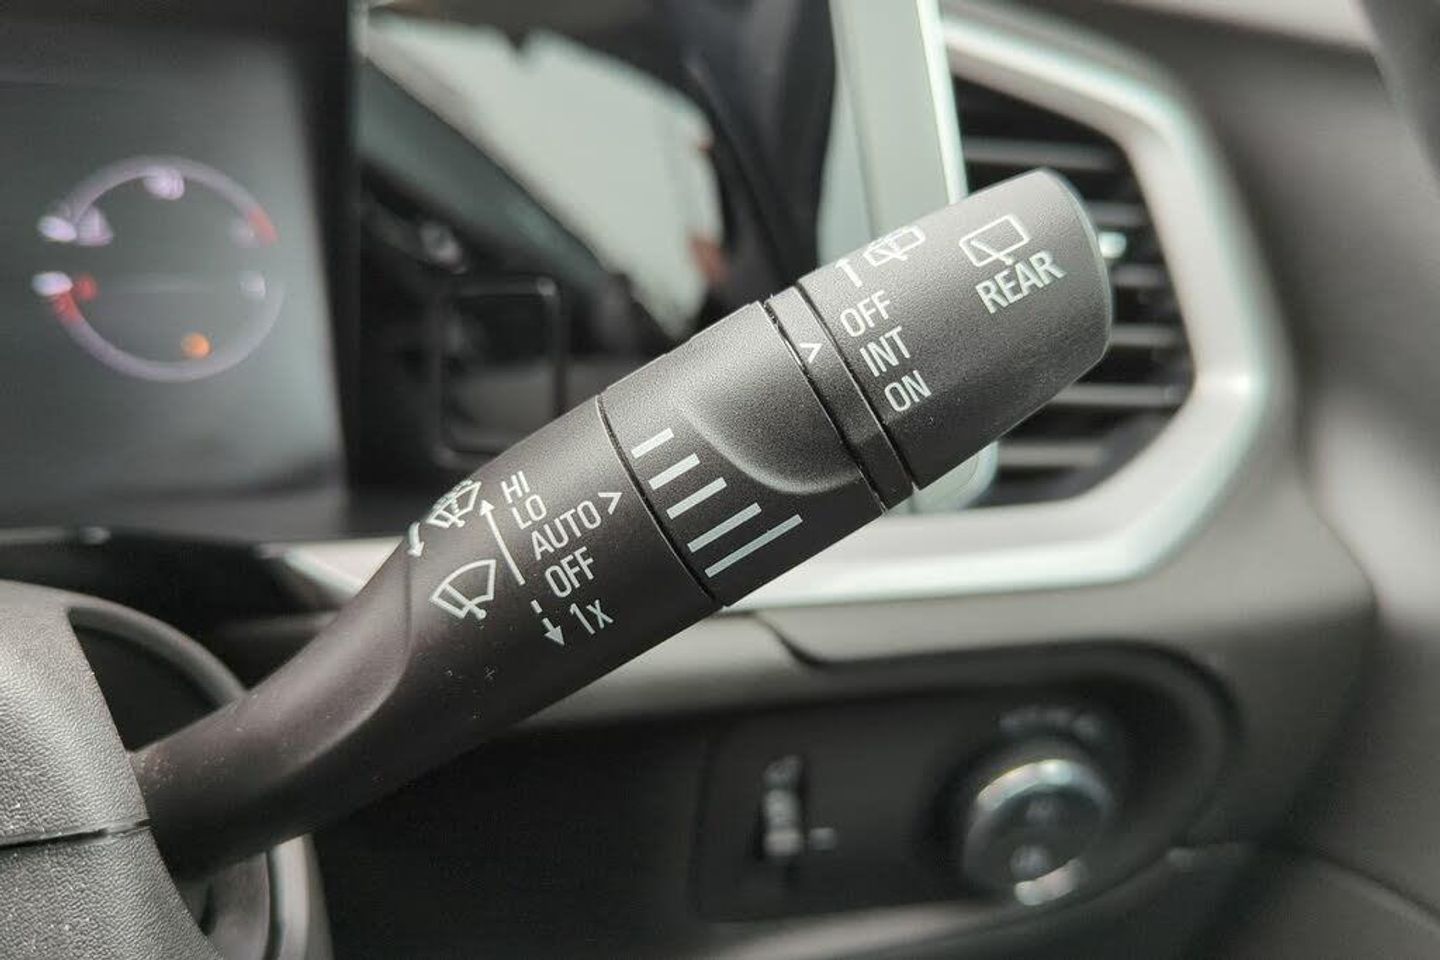 REAR
OFF
INT
ON
HI
LO
AUTO >
OFF
1x